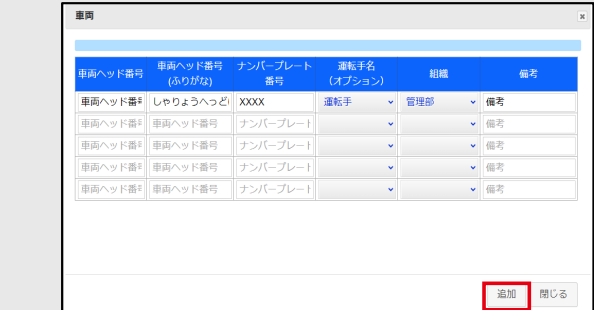 車両
車両ヘッド番号 車両ヘッド番号(ふりがな) ナンバープレート番号 運転手名(オプション) 組織 備考
車両ヘッド番 しゃりょうへっど XXXX 運転手 管理部 備考
車両ヘッド番 車両ヘッド番号 ナンバープレート 備考
車両ヘッド番 車両ヘッド番号 ナンバープレート 備考
車両ヘッド番 車両ヘッド番号 ナンバープレート 備考
車両ヘッド番 車両ヘッド番号 ナンバープレート 備考
追加 閉じる